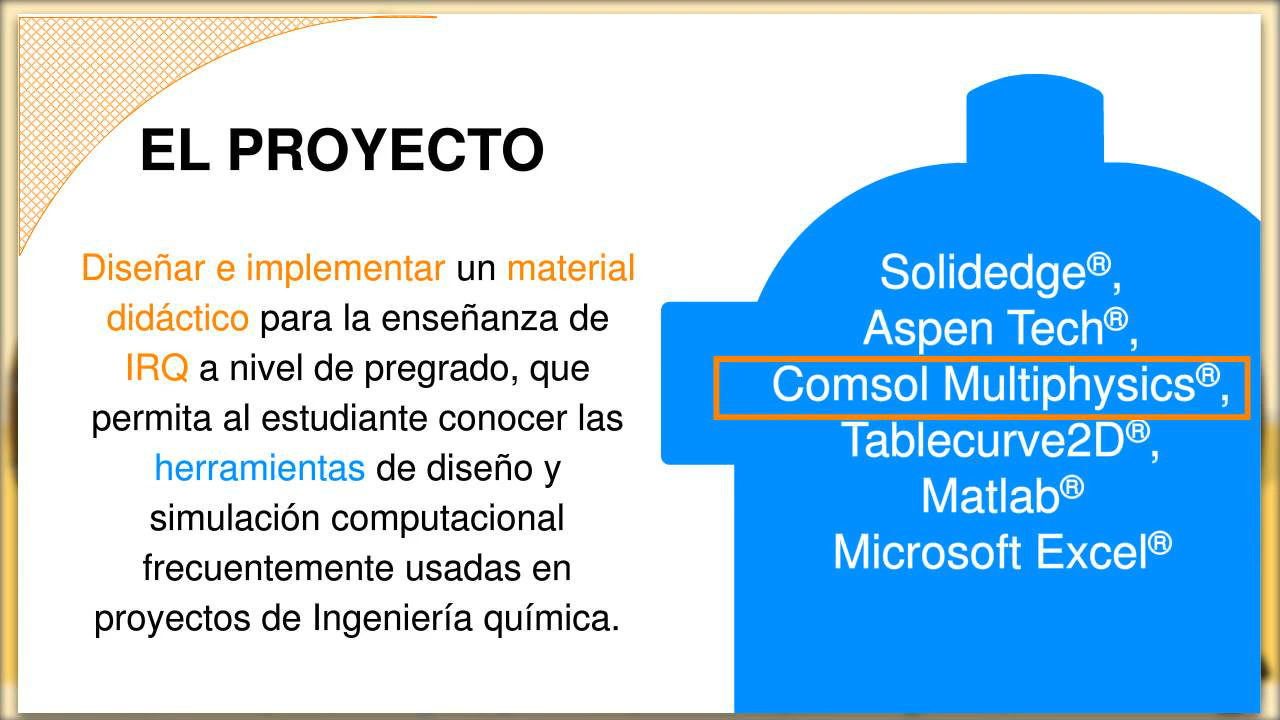 EL PROYECTO
Diseñar e implementar un material
didáctico para la enseñanza de
IRQ a nivel de pregrado, que
permita al estudiante conocer las
herramientas de diseño y
simulación computacional
frecuentemente usadas en
proyectos de Ingeniería química.
Solidedge®,
Aspen Tech®,
Comsol Multiphysics®,
Tablecurve2D®,
Matlab®
Microsoft Excel®